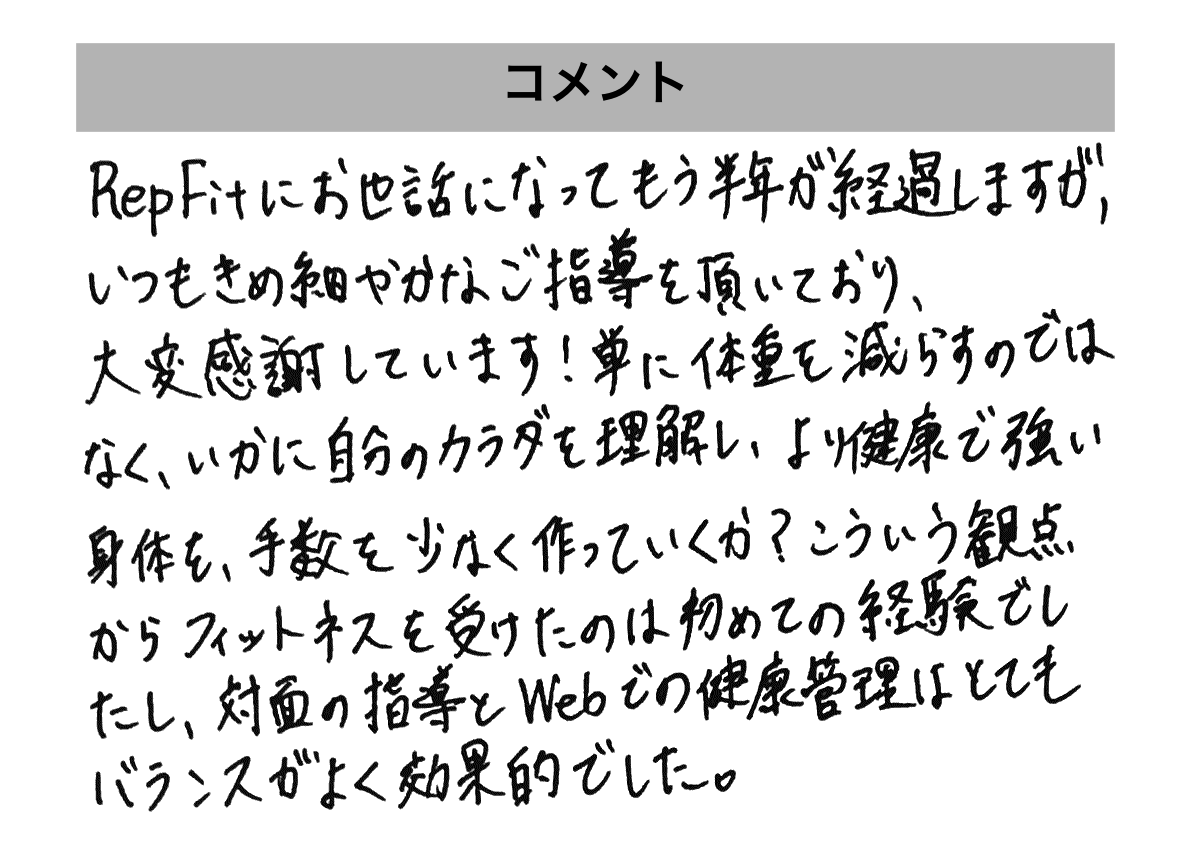 コメント
RepFitにお世話になってもう半年が経過しますが,
いつもきめ細やかなご指導を頂いており、
大変感謝しています！単に体重を減らすのでは
なく、いかに自分のカラダを理解し、より健康で強い
身体を、手数を少なく作っていくか？こういう観点
からフィットネスを受けたのは初めての経験でし
たし、対面の指導とWebでの健康管理はとても
バランスがよく効果的でした。